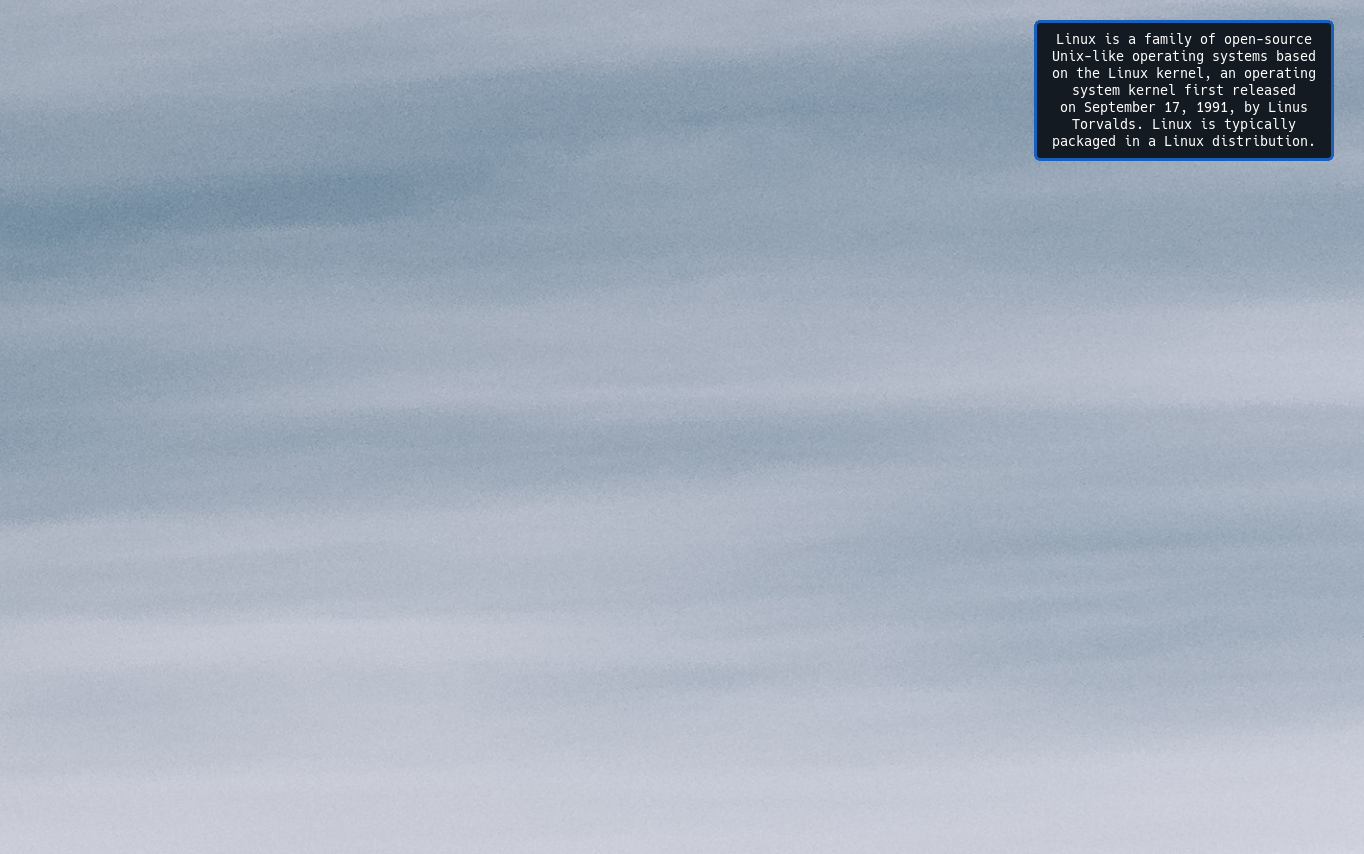 Linux is a family of open-source
Unix-like operating systems based
on the Linux kernel, an operating
system kernel first released
on September 17, 1991, by Linus
Torvalds. Linux is typically
packaged in a Linux distribution.